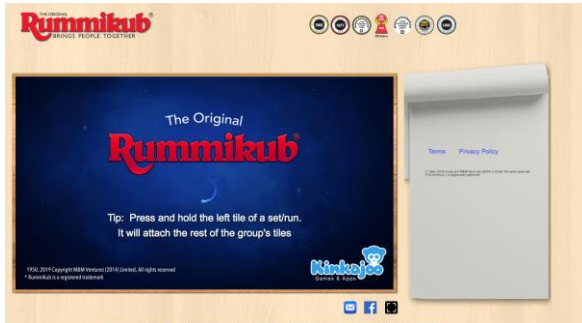 THE ORIGINAL
Rummikub
BRINGS PEOPLE TOGETHER
The Original
Rummikub
Tip: Press and hold the left tile of a set/run.
It will attach the rest of the group's tiles
1950, 2019 Copyright M&M Ventures (2014) Limited, All rights reserved
* Rummikub is a registered trademark
Kinkajoo
Games & Apps
Terms Privacy Policy